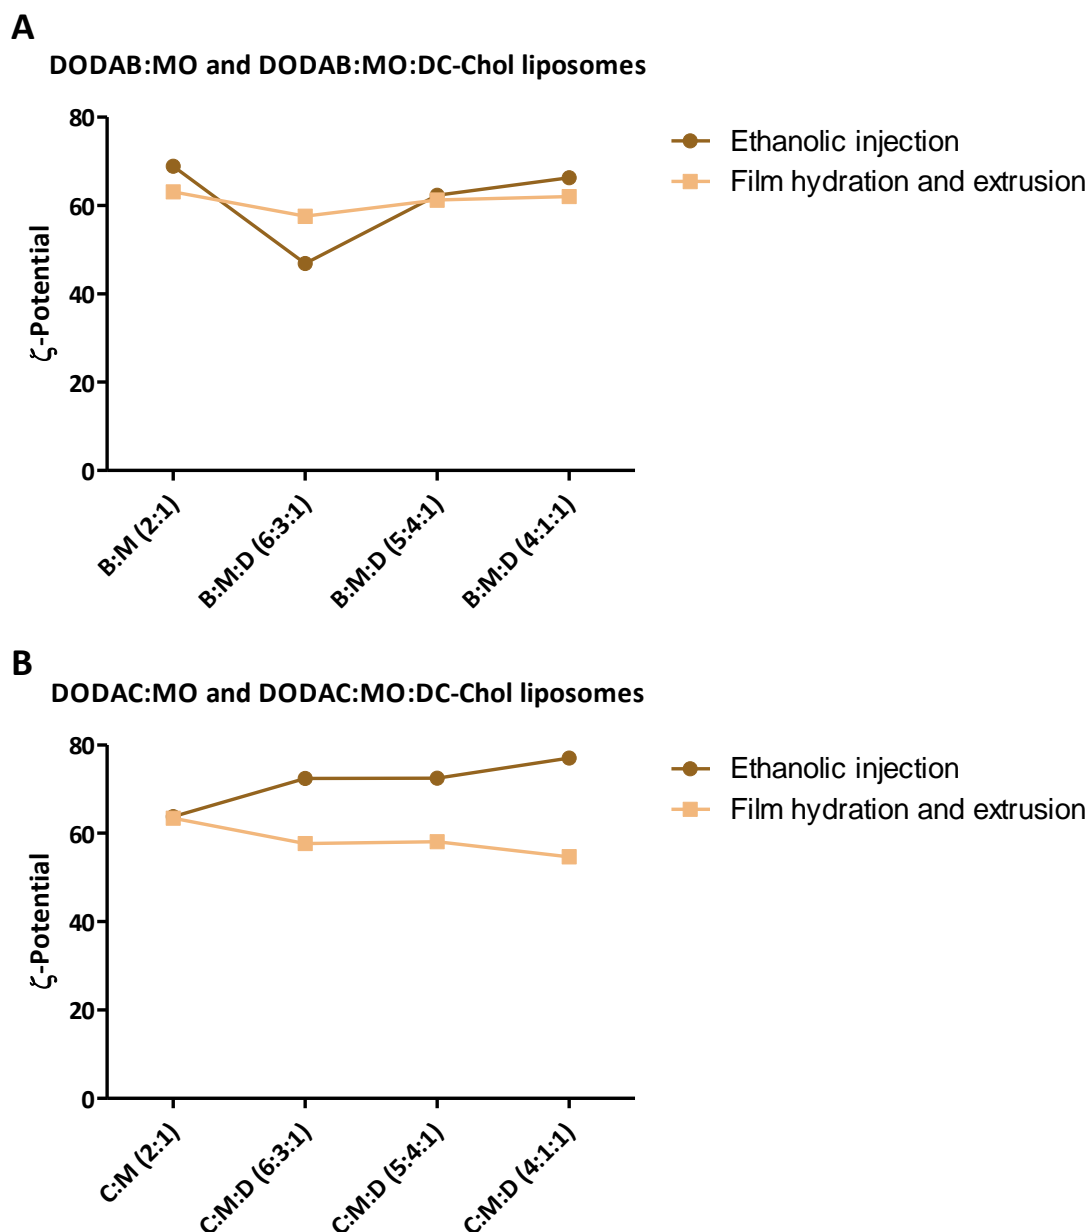 A
DODAB:MO and DODAB:MO:DC-Chol liposomes
80
60
40
20
0
ζ-Potential
B:M (2:1)
B:M:D (6:3:1)
B:M:D (5:4:1)
B:M:D (4:1:1)
Ethanolic injection
Film hydration and extrusion
B
DODAC:MO and DODAC:MO:DC-Chol liposomes
80
60
40
20
0
ζ-Potential
C:M (2:1)
C:M:D (6:3:1)
C:M:D (5:4:1)
C:M:D (4:1:1)
Ethanolic injection
Film hydration and extrusion